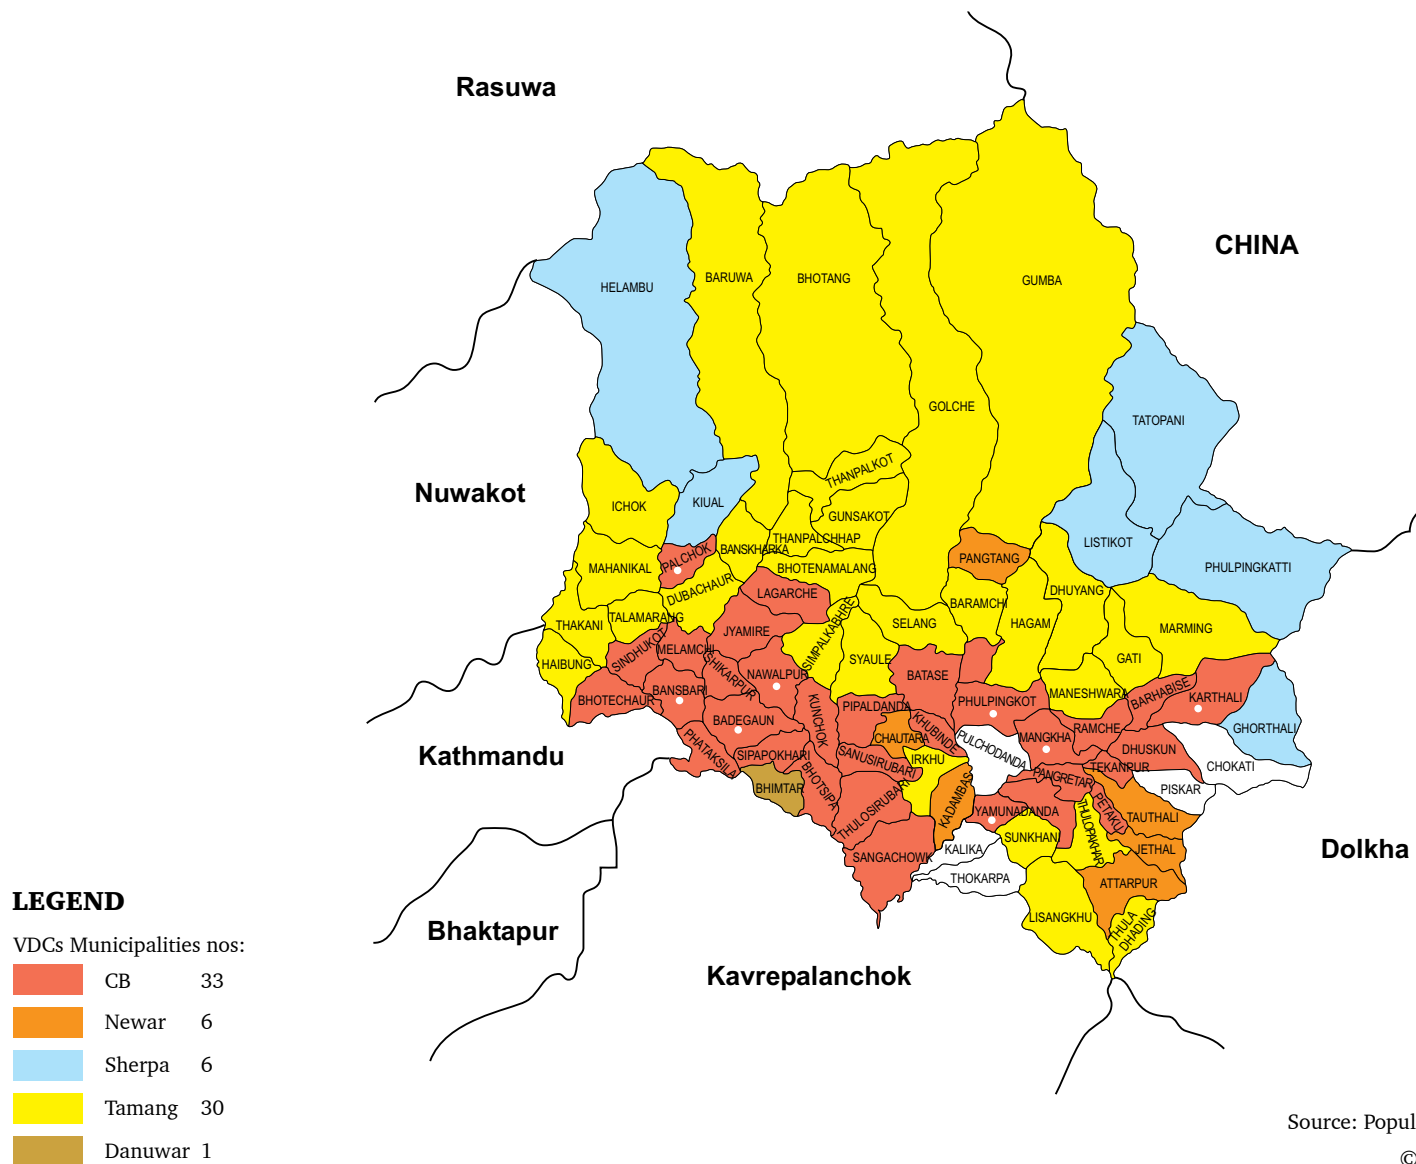 Rasuwa
CHINA
HELAMBU
BARUWA
BHOTANG
GUMBA
GOLCHE
TATOPANI
THANPALKOT
Nuwakot
ICHOK
KIUAL
GUNSAKOT
THANPALCHHAP
LISTIKOT
PALCHOK
BANSKHARKA
PANGTANG
MAHANIKAL
BHOTENAMALANG
PHULPINGKATTI
DUBACHAUR
LAGARCHE
DHUYANG
BARAMCHI
THAKANI
TALAMARANG
JYAMIRE
SIMPALKABHRE
SELANG
HAGAM
MARMING
SINDHUKOT
MELAMCHI
HAIBUNG
SHIKARPUR
NAWALPUR
SYAULE
BATASE
GATI
BHOTECHAUR
BANSBARI
MANESHWARA
BARHABISE
KARTHALI
KUNCHOK
PIPALDANDA
PHULPINGKOT
BADEGAUN
KHUBINDE
CHAUTARA
PULCHODANDA
MANGKHA
RAMCHE
GHORTHALI
Kathmandu
PHATAKSILA
SIPAPOKHARI
SANUSIRUBARI
IRKHU
DHUSKUN
TEKANPUR
CHOKATI
BHIMTAR
BHOTSIPA
PANGRETAR
PISKAR
THULOSIRUBARI
KADAMBAS
YAMUNADANDA
PETAKU
TAUTHALI
SUNKHANI
THULOPAKHAR
SANGACHOWK
KALIKA
JETHAL
Dolkha
THOKARPA
ATTARPUR
LISANGKHU
THULA
DHADING
Bhaktapur
Kavrepalanchok
LEGEND
VDCs Municipalities nos:
CB 33
Newar 6
Sherpa 6
Tamang 30
Danuwar 1
Source: Popul
©